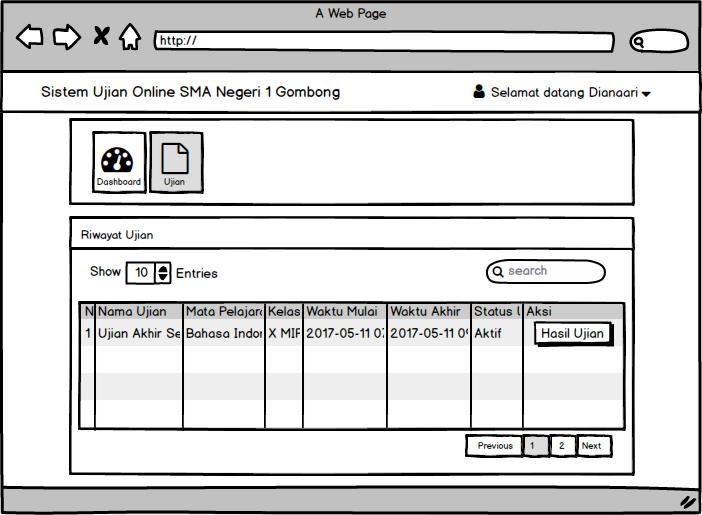 A Web Page
http://
Sistem Ujian Online SMA Negeri 1 Gombong
Selamat datang Dianaari
Dashboard
Ujian
Riwayat Ujian
Show 10 Entries
search
N Nama Ujian Mata Pelajar Kelas Waktu Mulai Waktu Akhir Status Aksi
1 Ujian Akhir Se Bahasa Indo X MI 2017-05-11 0 2017-05-11 0 Aktif Hasil Ujian
Previous 1 2 Next